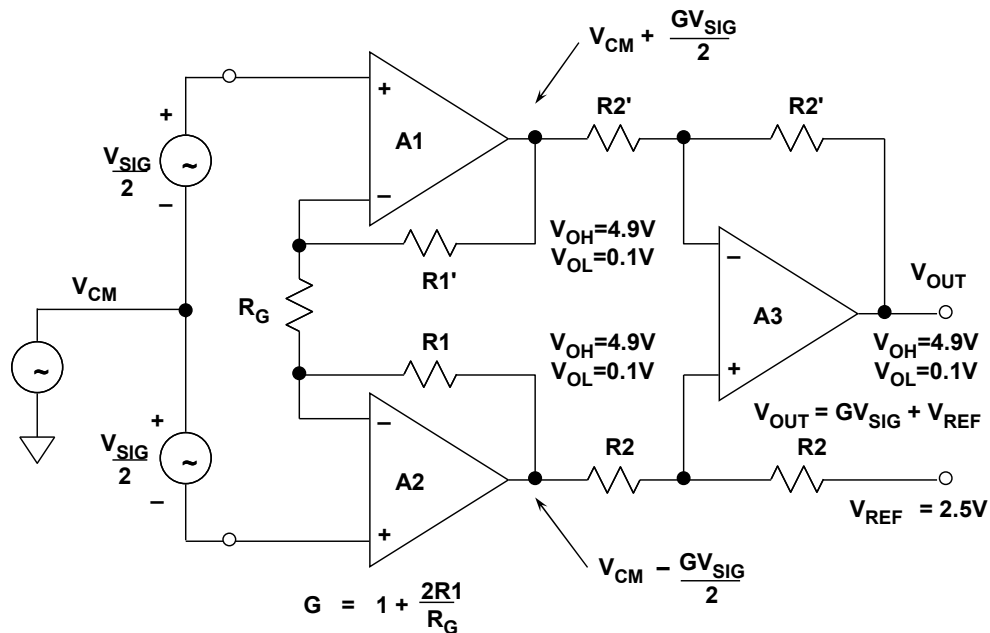 V_CM + GV_SIG/2
R2'
R2'
+
+
A1
V_SIG/2
~
−
−
V_OH=4.9V
V_OL=0.1V
R1'
V_CM
R_G
−
V_OUT
A3
R1
V_OH=4.9V
V_OL=0.1V
~
+
V_OH=4.9V
V_OL=0.1V
+
−
V_OUT = GV_SIG + V_REF
V_SIG/2
~
A2
R2
R2
−
+
V_REF = 2.5V
V_CM − GV_SIG/2
G = 1 + 2R1/R_G